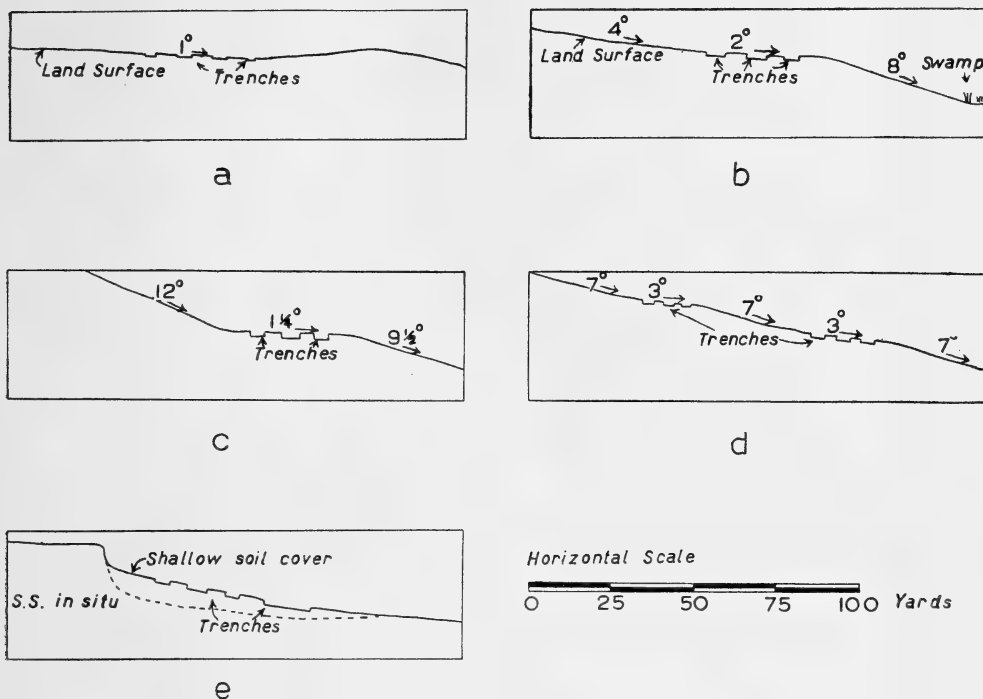 1°
Land Surface
Trenches
a
4°
2°
Land Surface
Trenches
8°
Swamp
b
12°
1¼°
Trenches
9½°
c
7°
3°
7°
Trenches
3°
7°
d
Shallow soil cover
S.S. in situ
Trenches
e
Horizontal Scale
0 25 50 75 100 Yards